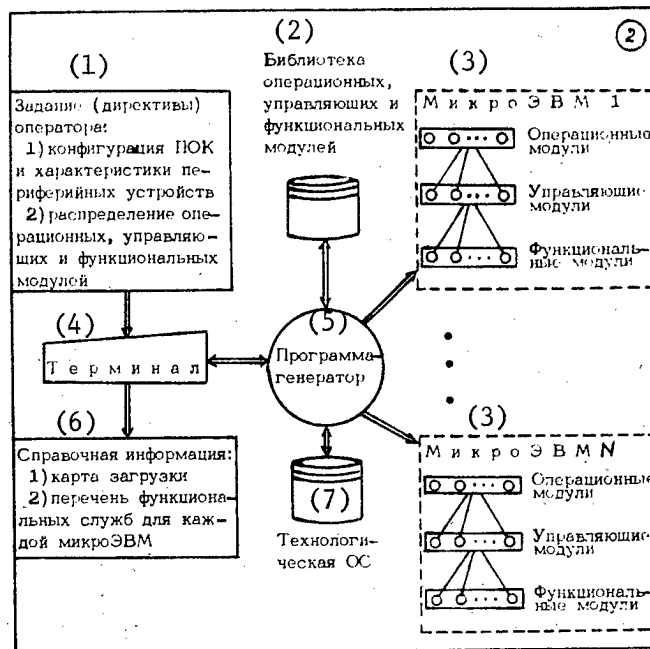 (2)
2
(1)
Библиотека
операционных,
управляющих и
функциональных
модулей
(3)
Задание (директивы)
оператора:
1) конфигурация ПОК
и характеристики пе-
риферийных устройств
2) распределение опе-
рационных, управляю-
щих и функциональных
модулей
МикроЭВМ 1
Операционные
модули
Управляющие
модули
Функциональ-
ные модули
(4)
Терминал
(5)
Программа-
генератор
(6)
Справочная информация:
1) карта загрузки
2) перечень функциона-
льных служб для каж-
дой микроЭВМ
(7)
Технологи-
ческая ОС
(3)
МикроЭВМ N
Операционные
модули
Управляющие
модули
Функциональ-
ные модули